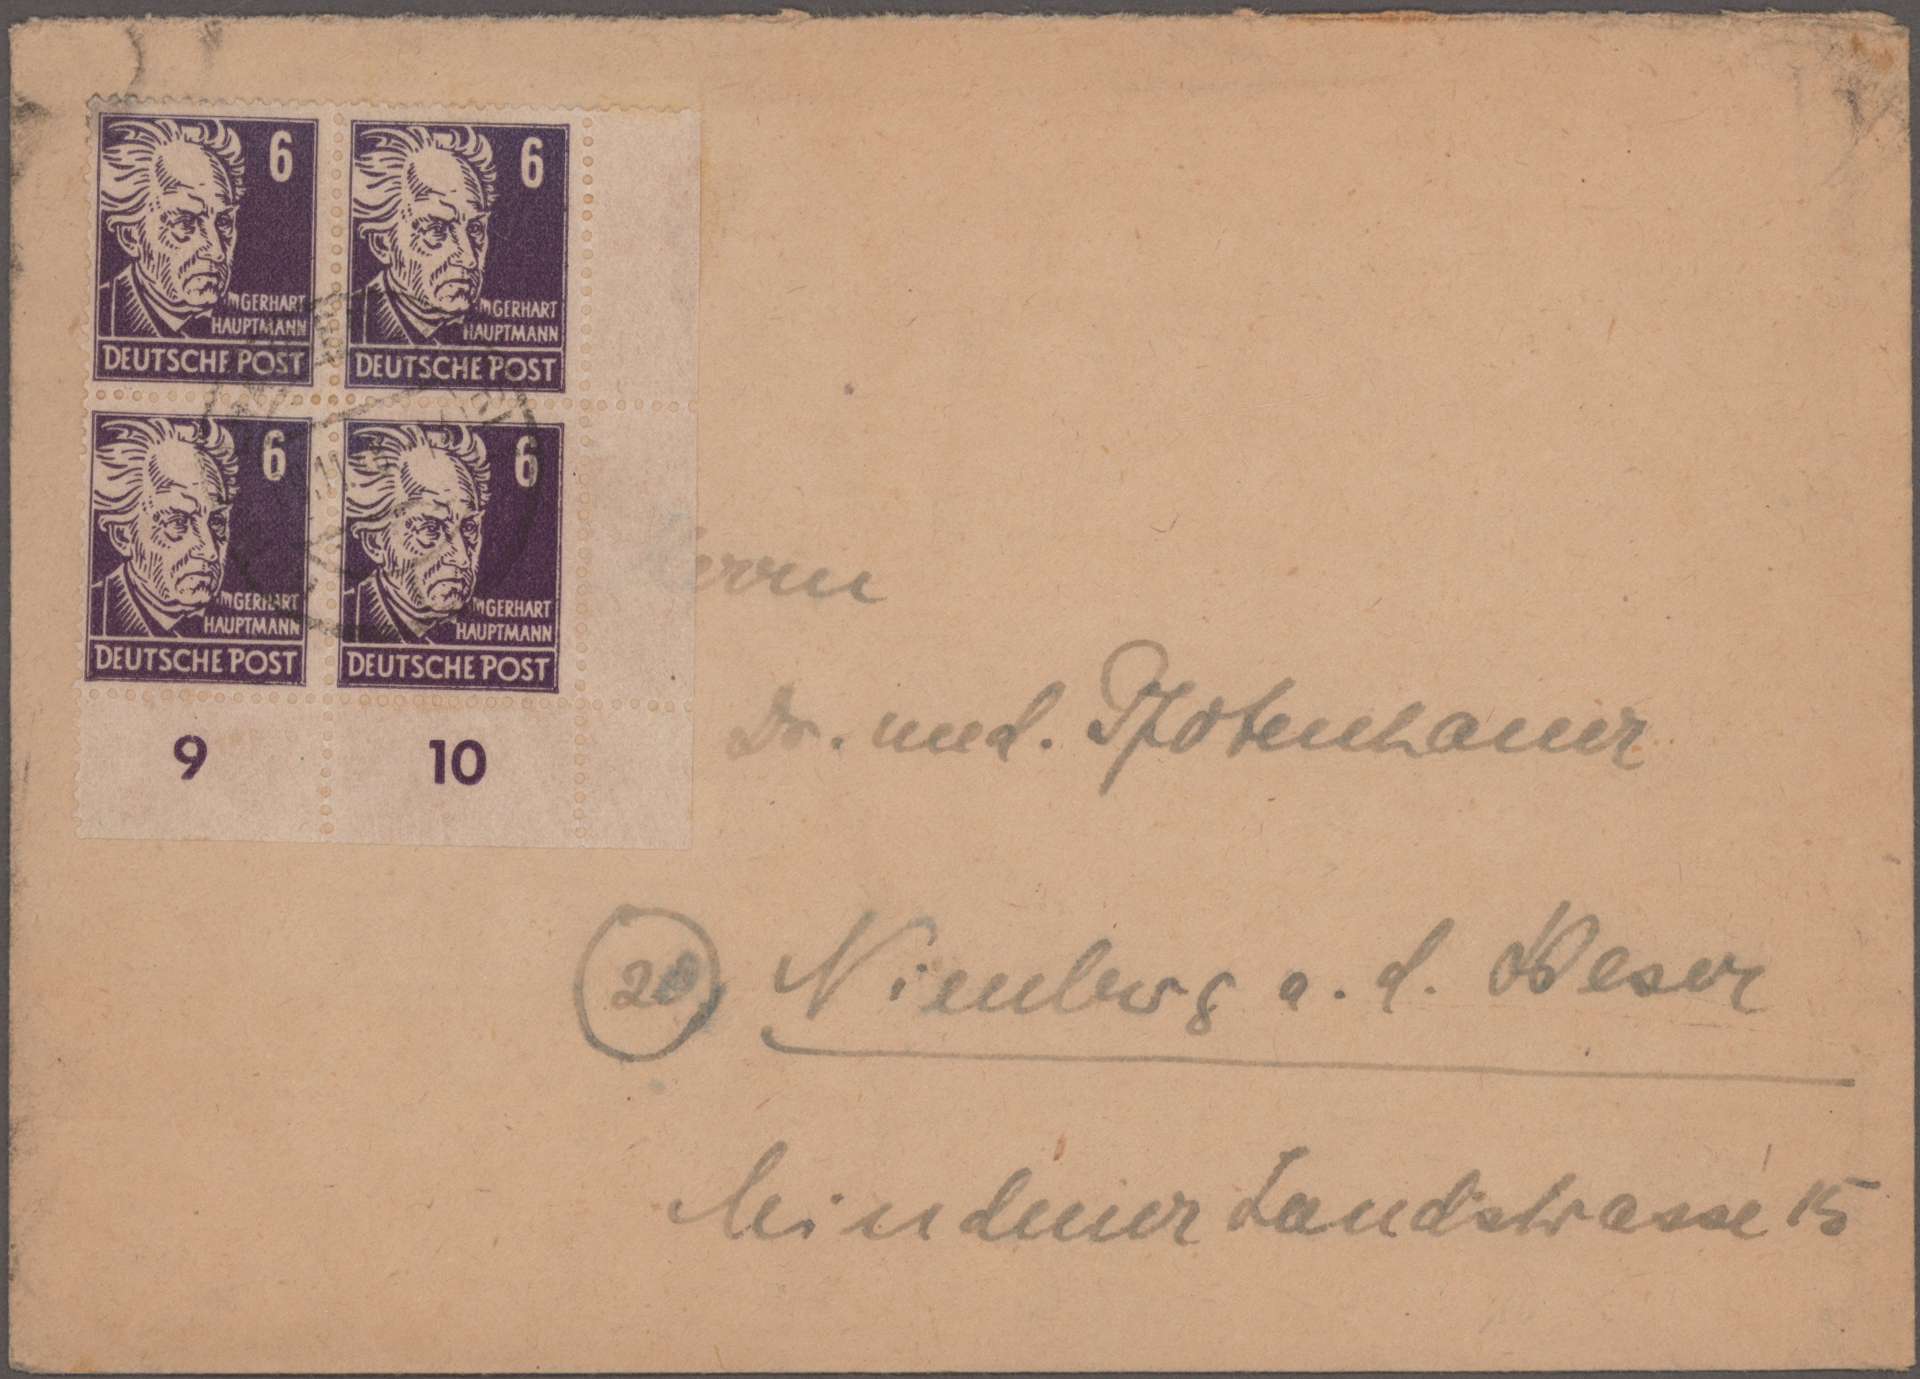 6
GERHART
HAUPTMANN
DEUTSCHE POST
6
GERHART
HAUPTMANN
DEUTSCHE POST
6
GERHART
HAUPTMANN
DEUTSCHE POST
6
GERHART
HAUPTMANN
DEUTSCHE POST
9 10
Herrn
Dr. med. Pfotenhauer
Nienburg a. d. Weser
Mindener Landstrasse 15